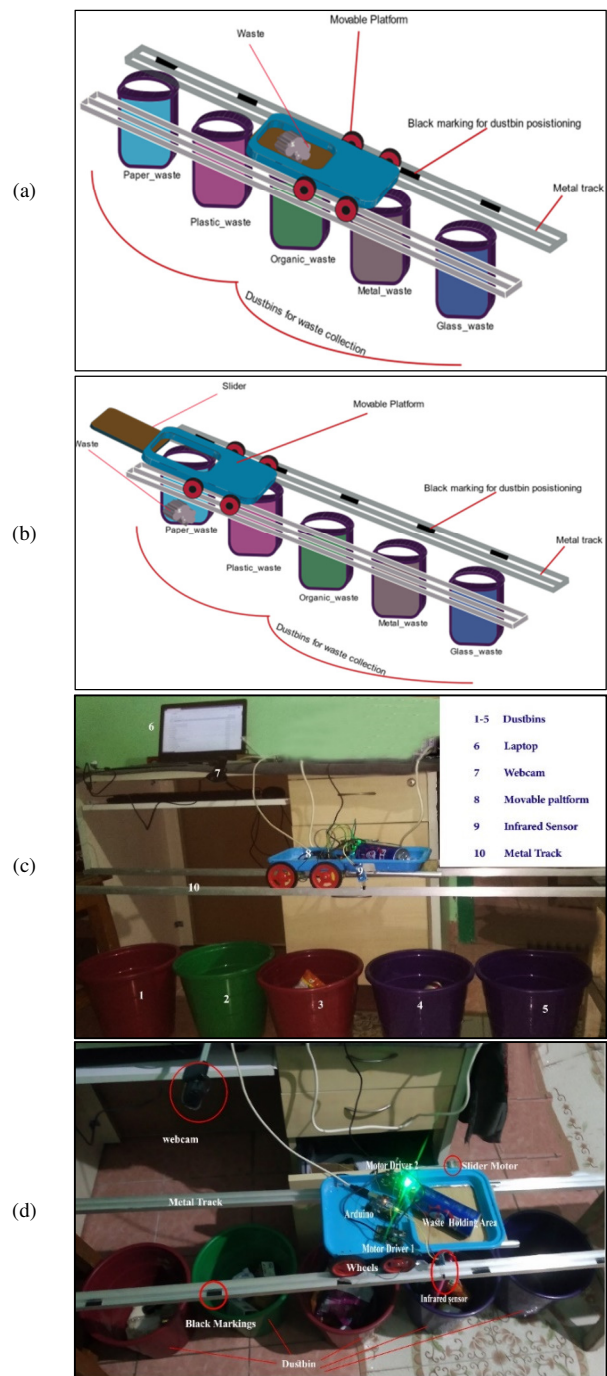 (a)
Movable Platform
Waste
Black marking for dustbin posistioning
Metal track
Paper_waste
Plastic_waste
Organic_waste
Metal_waste
Glass_waste
Dustbins for waste collection
(b)
Slider
Movable Platform
Waste
Black marking for dustbin posistioning
Metal track
Paper_waste
Plastic_waste
Organic_waste
Metal_waste
Glass_waste
Dustbins for waste collection
(c)
1-5 Dustbins
6 Laptop
7 Webcam
8 Movable paltform
9 Infrared Sensor
10 Metal Track
6
7
8
9
10
1
2
3
4
5
(d)
webcam
Motor Driver 2
Slider Motor
Metal Track
Arduino
Waste Holding Area
Motor Driver 1
Wheels
Infrared sensor
Black Markings
Dustbin